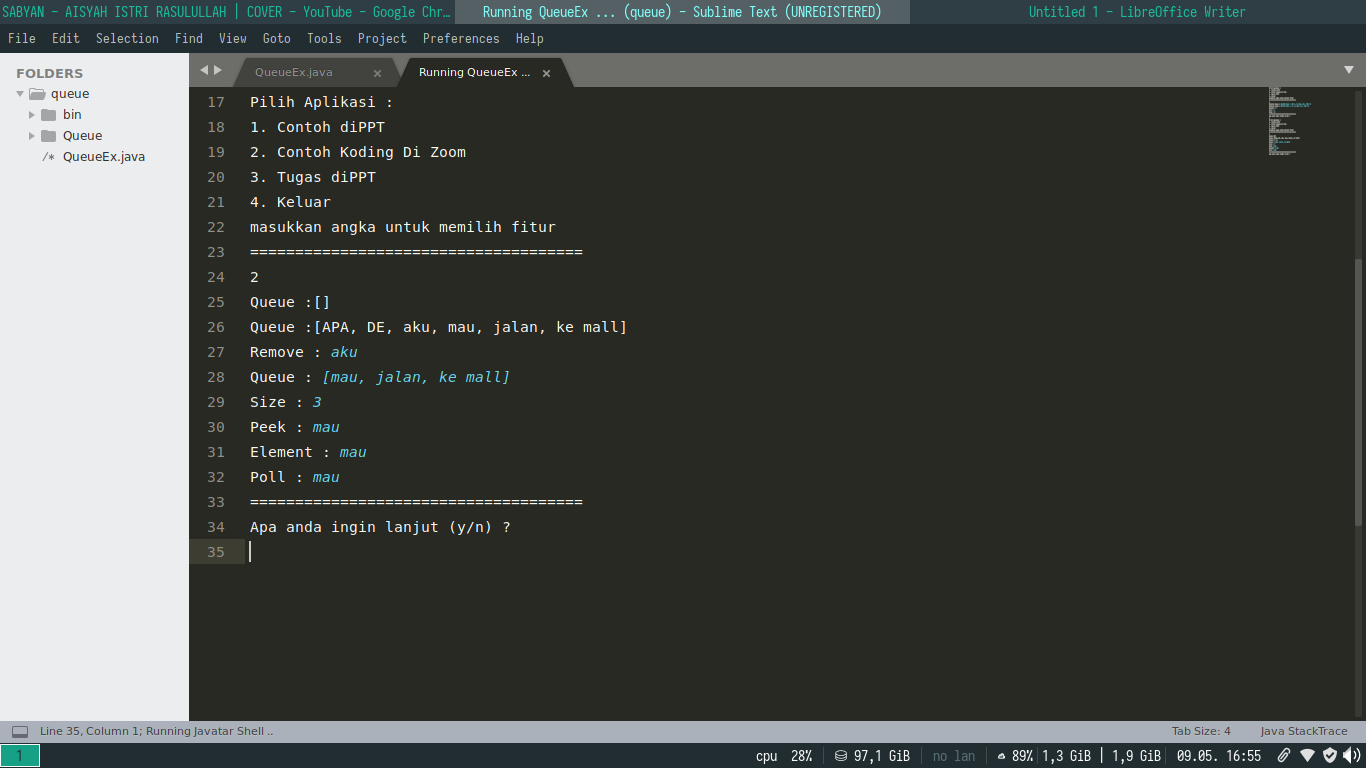 SABYAN – AISYAH ISTRI RASULULLAH | COVER – YouTube – Google Chr…
Running QueueEx ... (queue) – Sublime Text (UNREGISTERED)
Untitled 1 – LibreOffice Writer
File Edit Selection Find View Goto Tools Project Preferences Help
FOLDERS
queue
bin
Queue
/* QueueEx.java
QueueEx.java ×
Running QueueEx ... ×
17 Pilih Aplikasi :
18 1. Contoh diPPT
19 2. Contoh Koding Di Zoom
20 3. Tugas diPPT
21 4. Keluar
22 masukkan angka untuk memilih fitur
23 =====================================
24 2
25 Queue :[]
26 Queue :[APA, DE, aku, mau, jalan, ke mall]
27 Remove : aku
28 Queue : [mau, jalan, ke mall]
29 Size : 3
30 Peek : mau
31 Element : mau
32 Poll : mau
33 =====================================
34 Apa anda ingin lanjut (y/n) ?
35
Line 35, Column 1; Running Javatar Shell ..
Tab Size: 4
Java StackTrace
1
cpu 28% 97,1 GiB no lan 89% 1,3 GiB | 1,9 GiB 09.05. 16:55